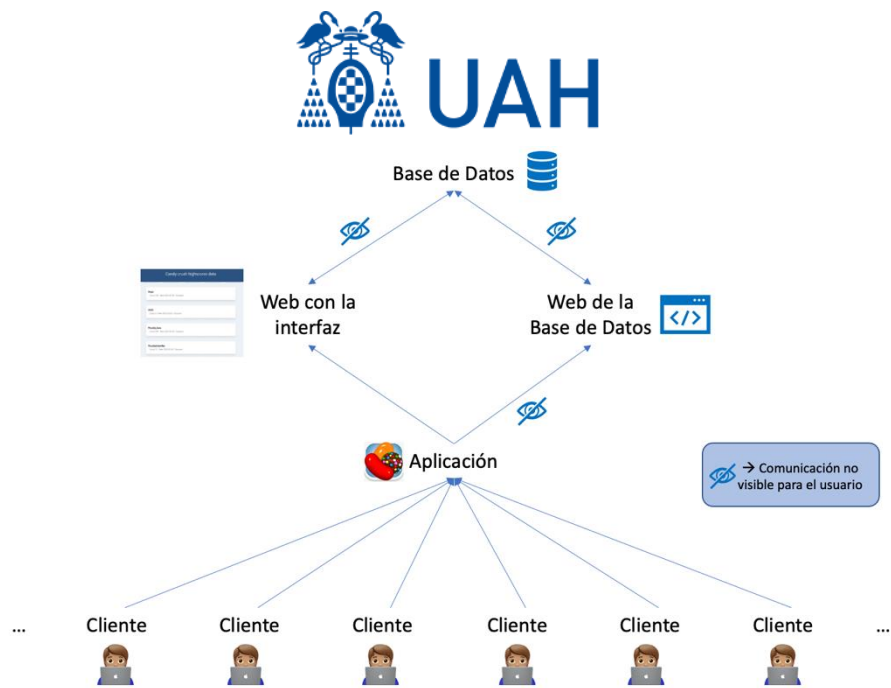 UAH
Base de Datos
Web con la
interfaz
Web de la
Base de Datos
</>
Aplicación
→ Comunicación no
visible para el usuario
... Cliente Cliente Cliente Cliente Cliente Cliente ...